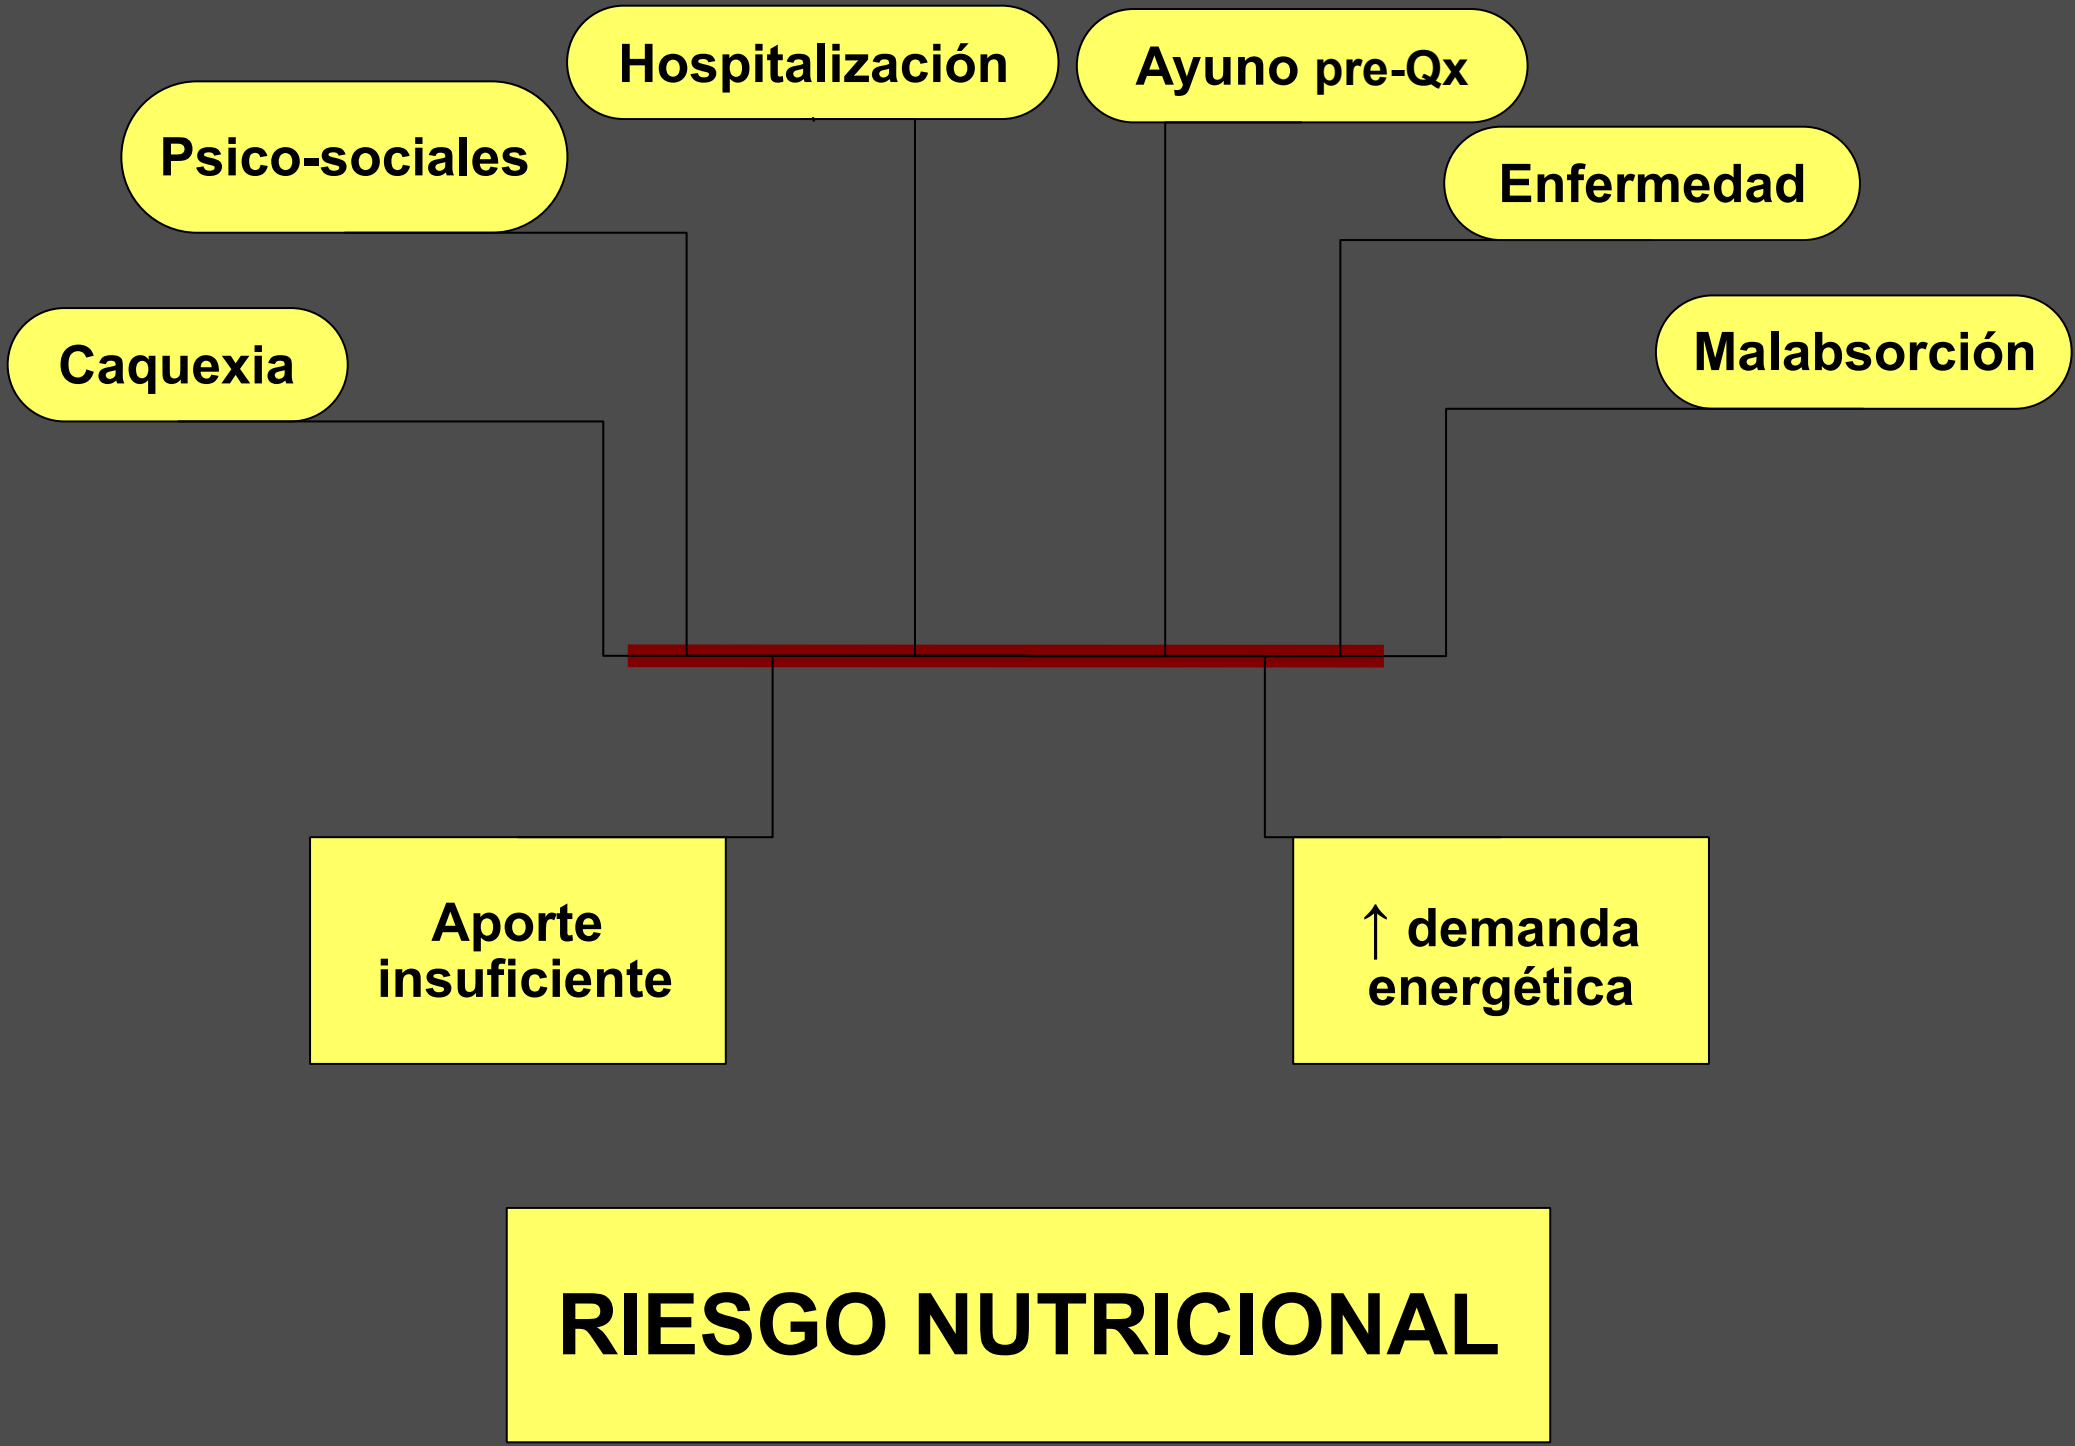 Hospitalización
Ayuno pre-Qx
Psico-sociales
Enfermedad
Caquexia
Malabsorción
Aporte
insuficiente
↑ demanda
energética
RIESGO NUTRICIONAL